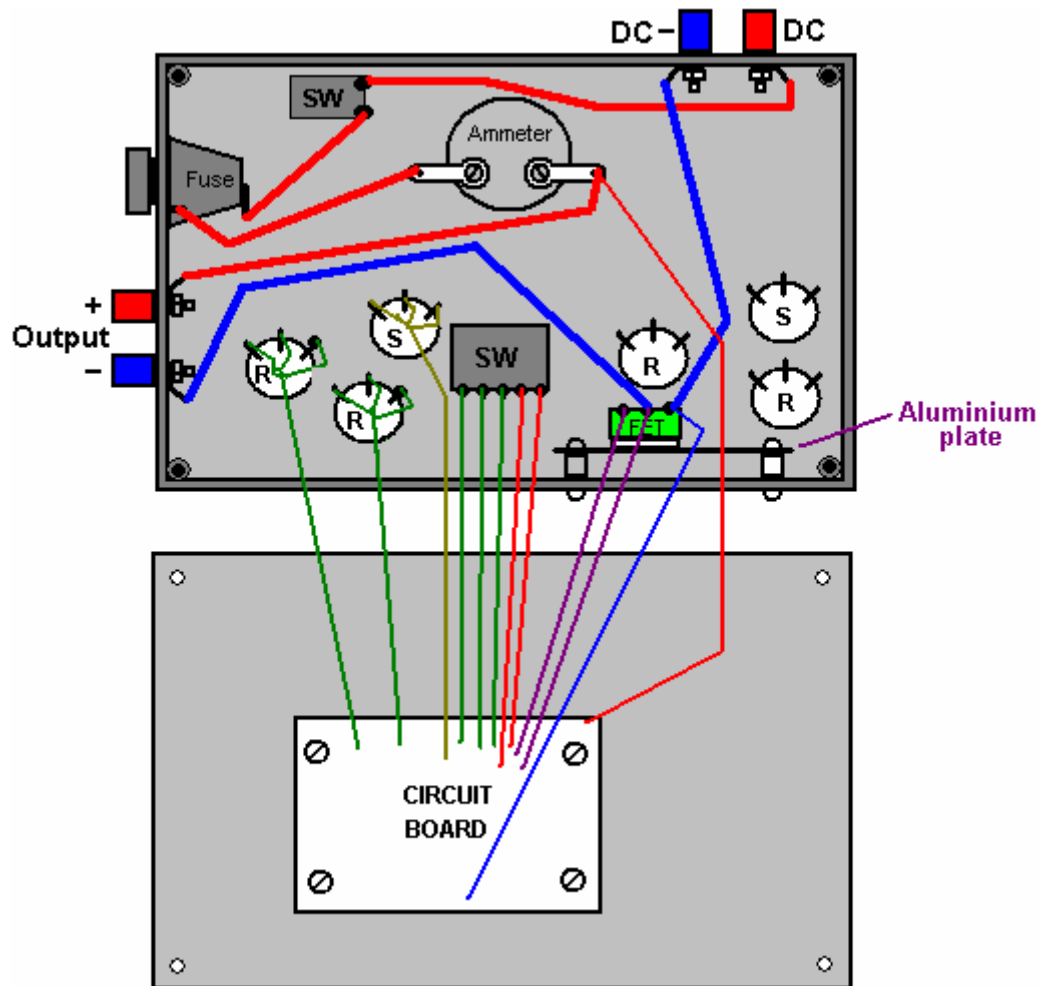 DC- DC
SW
Ammeter
Fuse
+
Output
-
S
R
R
SW
R
S
R
FET
Aluminium
plate
CIRCUIT
BOARD